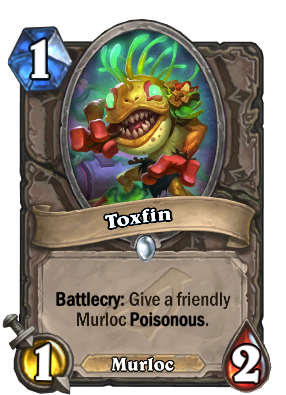 1
Toxfin
Battlecry: Give a friendly
Murloc Poisonous.
1
Murloc
2